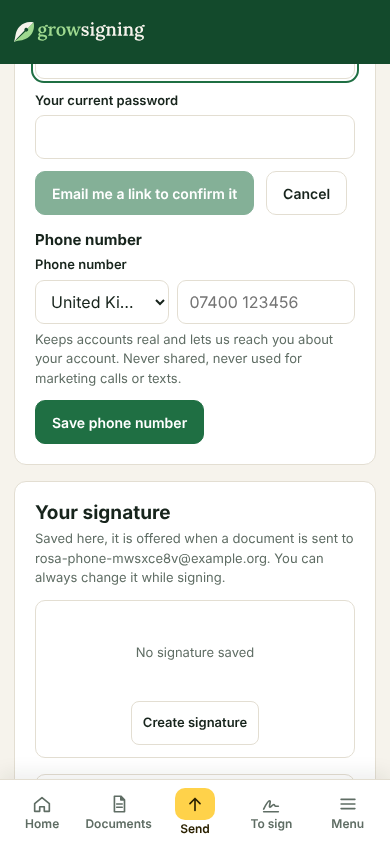 growsigning
Your current password
Email me a link to confirm it
Cancel
Phone number
Phone number
United Ki...
07400 123456
Keeps accounts real and lets us reach you about
your account. Never shared, never used for
marketing calls or texts.
Save phone number
Your signature
Saved here, it is offered when a document is sent to
rosa-phone-mwsxce8v@example.org. You can
always change it while signing.
No signature saved
Create signature
Home
Documents
Send
To sign
Menu